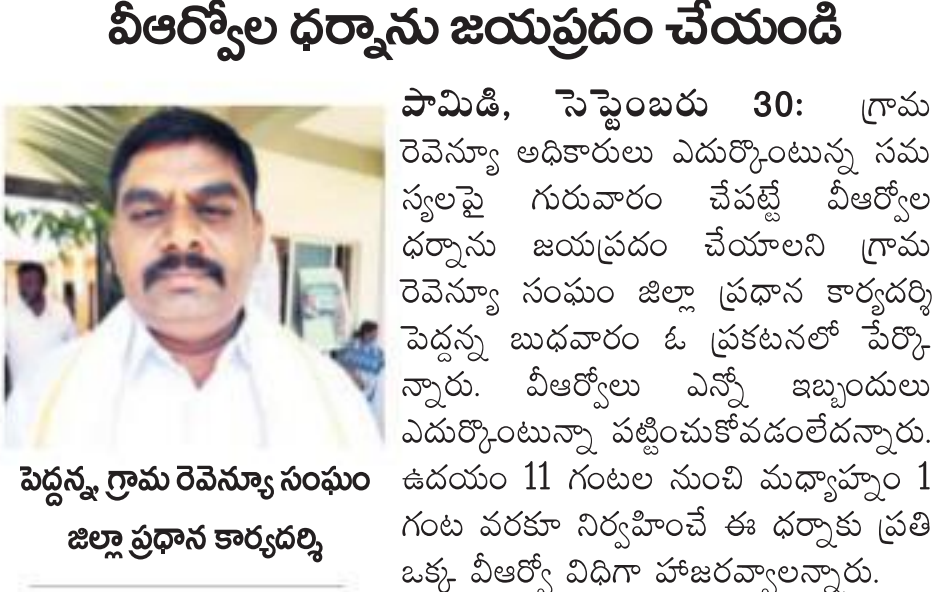 వీఆర్వోల ధర్నాను జయప్రదం చేయండి
పామిడి, సెప్టెంబరు 30: గ్రామ
రెవెన్యూ అధికారులు ఎదుర్కొంటున్న సమ
స్యలపై గురువారం చేపట్టే వీఆర్వోల
ధర్నాను జయప్రదం చేయాలని గ్రామ
రెవెన్యూ సంఘం జిల్లా ప్రధాన కార్యదర్శి
పెద్దన్న బుధవారం ఓ ప్రకటనలో పేర్కొ
న్నారు. వీఆర్వోలు ఎన్నో ఇబ్బందులు
ఎదుర్కొంటున్నా పట్టించుకోవడంలేదన్నారు.
ఉదయం 11 గంటల నుంచి మధ్యాహ్నం 1
గంట వరకూ నిర్వహించే ఈ ధర్నాకు ప్రతి
ఒక్క వీఆర్వో విధిగా హాజరవ్వాలన్నారు.
పెద్దన్న, గ్రామ రెవెన్యూ సంఘం
జిల్లా ప్రధాన కార్యదర్శి